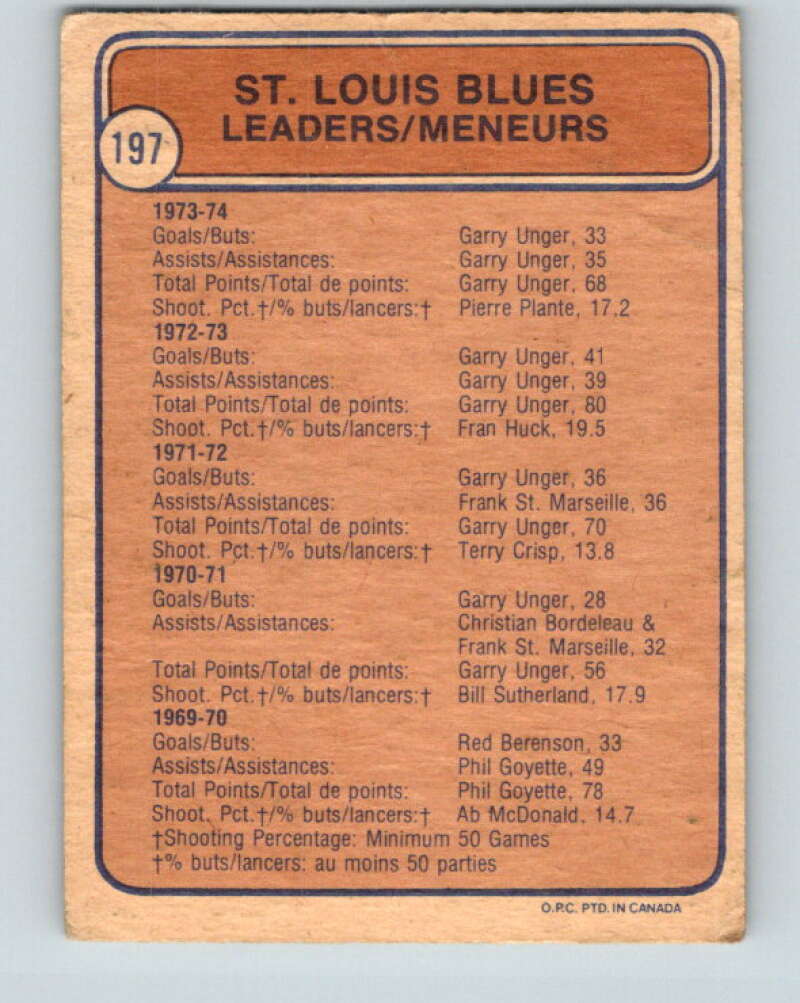 ST. LOUIS BLUES
LEADERS/MENEURS
197
1973-74
Goals/Buts: Garry Unger, 33
Assists/Assistances: Garry Unger, 35
Total Points/Total de points: Garry Unger, 68
Shoot. Pct.†/% buts/lancers:† Pierre Plante, 17.2
1972-73
Goals/Buts: Garry Unger, 41
Assists/Assistances: Garry Unger, 39
Total Points/Total de points: Garry Unger, 80
Shoot. Pct.†/% buts/lancers:† Fran Huck, 19.5
1971-72
Goals/Buts: Garry Unger, 36
Assists/Assistances: Frank St. Marseille, 36
Total Points/Total de points: Garry Unger, 70
Shoot. Pct.†/% buts/lancers:† Terry Crisp, 13.8
1970-71
Goals/Buts: Garry Unger, 28
Assists/Assistances: Christian Bordeleau &
Frank St. Marseille, 32
Total Points/Total de points: Garry Unger, 56
Shoot. Pct.†/% buts/lancers:† Bill Sutherland, 17.9
1969-70
Goals/Buts: Red Berenson, 33
Assists/Assistances: Phil Goyette, 49
Total Points/Total de points: Phil Goyette, 78
Shoot. Pct.†/% buts/lancers:† Ab McDonald, 14.7
†Shooting Percentage: Minimum 50 Games
†% buts/lancers: au moins 50 parties
O.P.C. PTD. IN CANADA